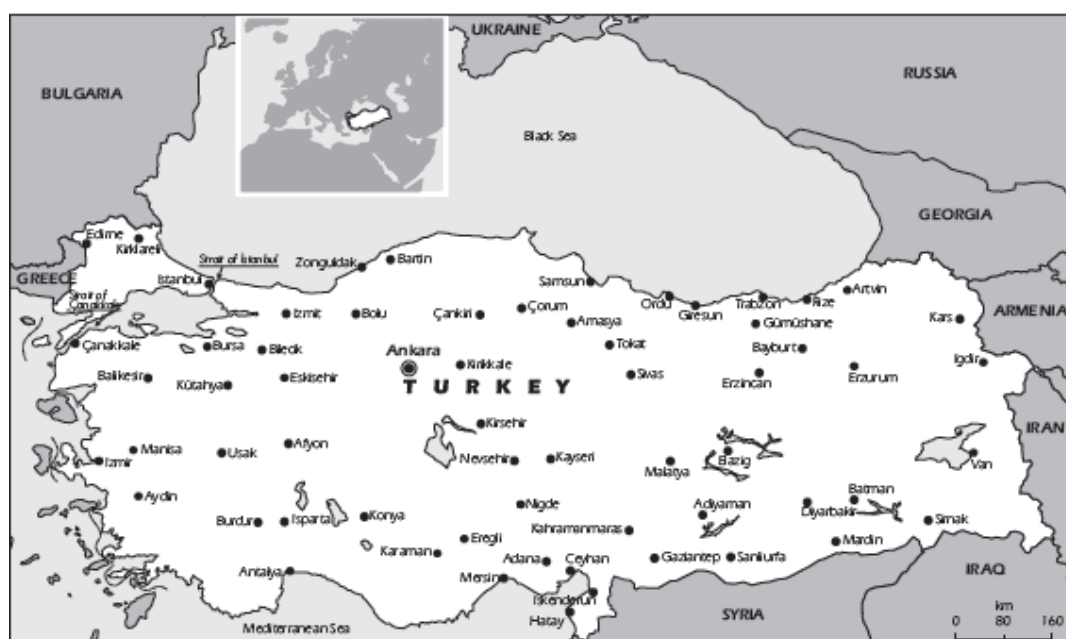 UKRAINE
RUSSIA
BULGARIA
Black Sea
GEORGIA
Edirne
Kirklareli
Strait of Istanbul
Zonguldak
Bartin
GREECE
Istanbul
Samsun
Strait of
Çanakkale
Ordu
Giresun
Trabzon
Rize
Artvin
ARMENIA
Izmit
Bolu
Çankiri
Çorum
Amasya
Gümüshane
Kars
Çanakkale
Bursa
Bilecik
Ankara
Tokat
Bayburt
Igdir
Balikesir
Kütahya
Eskisehir
Kirikkale
TURKEY
Sivas
Erzincan
Erzurum
IRAN
Kirsehir
Manisa
Izmir
Usak
Afyon
Nevsehir
Kayseri
Malatya
Elazig
Van
Aydin
Burdur
Isparta
Konya
Nigde
Adiyaman
Batman
Diyarbakir
Sirnak
Kahramanmaras
Eregli
Karaman
Mardin
Adana
Ceyhan
Gaziantep
Sanliurfa
Antalya
Mersin
IRAQ
Iskenderun
Hatay
SYRIA
Mediterranean Sea
km
0 80 160